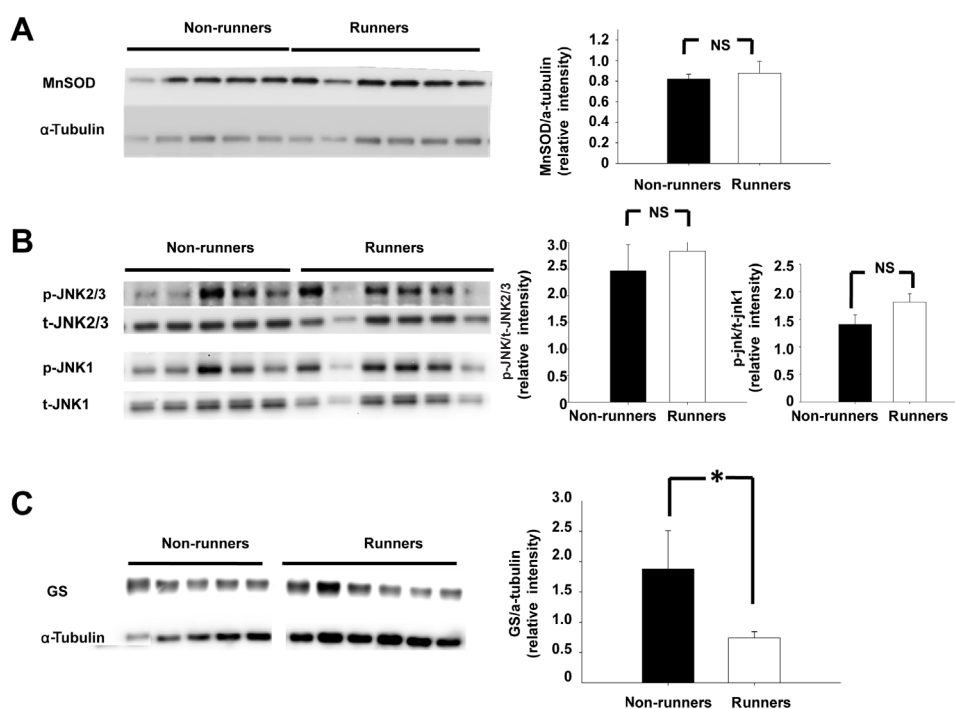 A
Non-runners Runners
MnSOD
α-Tubulin
NS
1.2
1.0
0.8
0.6
0.4
0.2
0
MnSOD/a-tubulin
(relative intensity)
Non-runners Runners
B
Non-runners Runners
p-JNK2/3
t-JNK2/3
p-JNK1
t-JNK1
NS
3.0
2.5
2.0
1.5
1.0
0.5
0
p-JNK/t-JNK2/3
(relative intensity)
Non-runners Runners
NS
2.5
2.0
1.5
1.0
0.5
0
p-jnk/t-jnk1
(relative intensity)
Non-runners Runners
C
Non-runners Runners
GS
α-Tubulin
*
3.0
2.5
2.0
1.5
1.0
0.5
0
GS/a-tubulin
(relative intensity)
Non-runners Runners